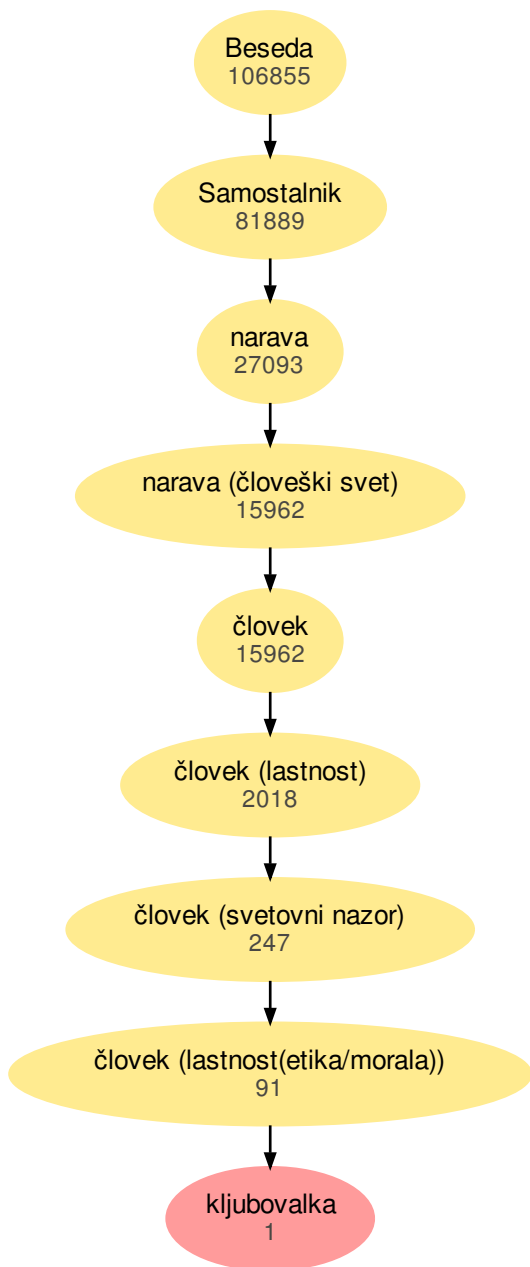 Beseda
106855
Samostalnik
81889
narava
27093
narava (človeški svet)
15962
človek
15962
človek (lastnost)
2018
človek (svetovni nazor)
247
človek (lastnost(etika/morala))
91
kljubovalka
1